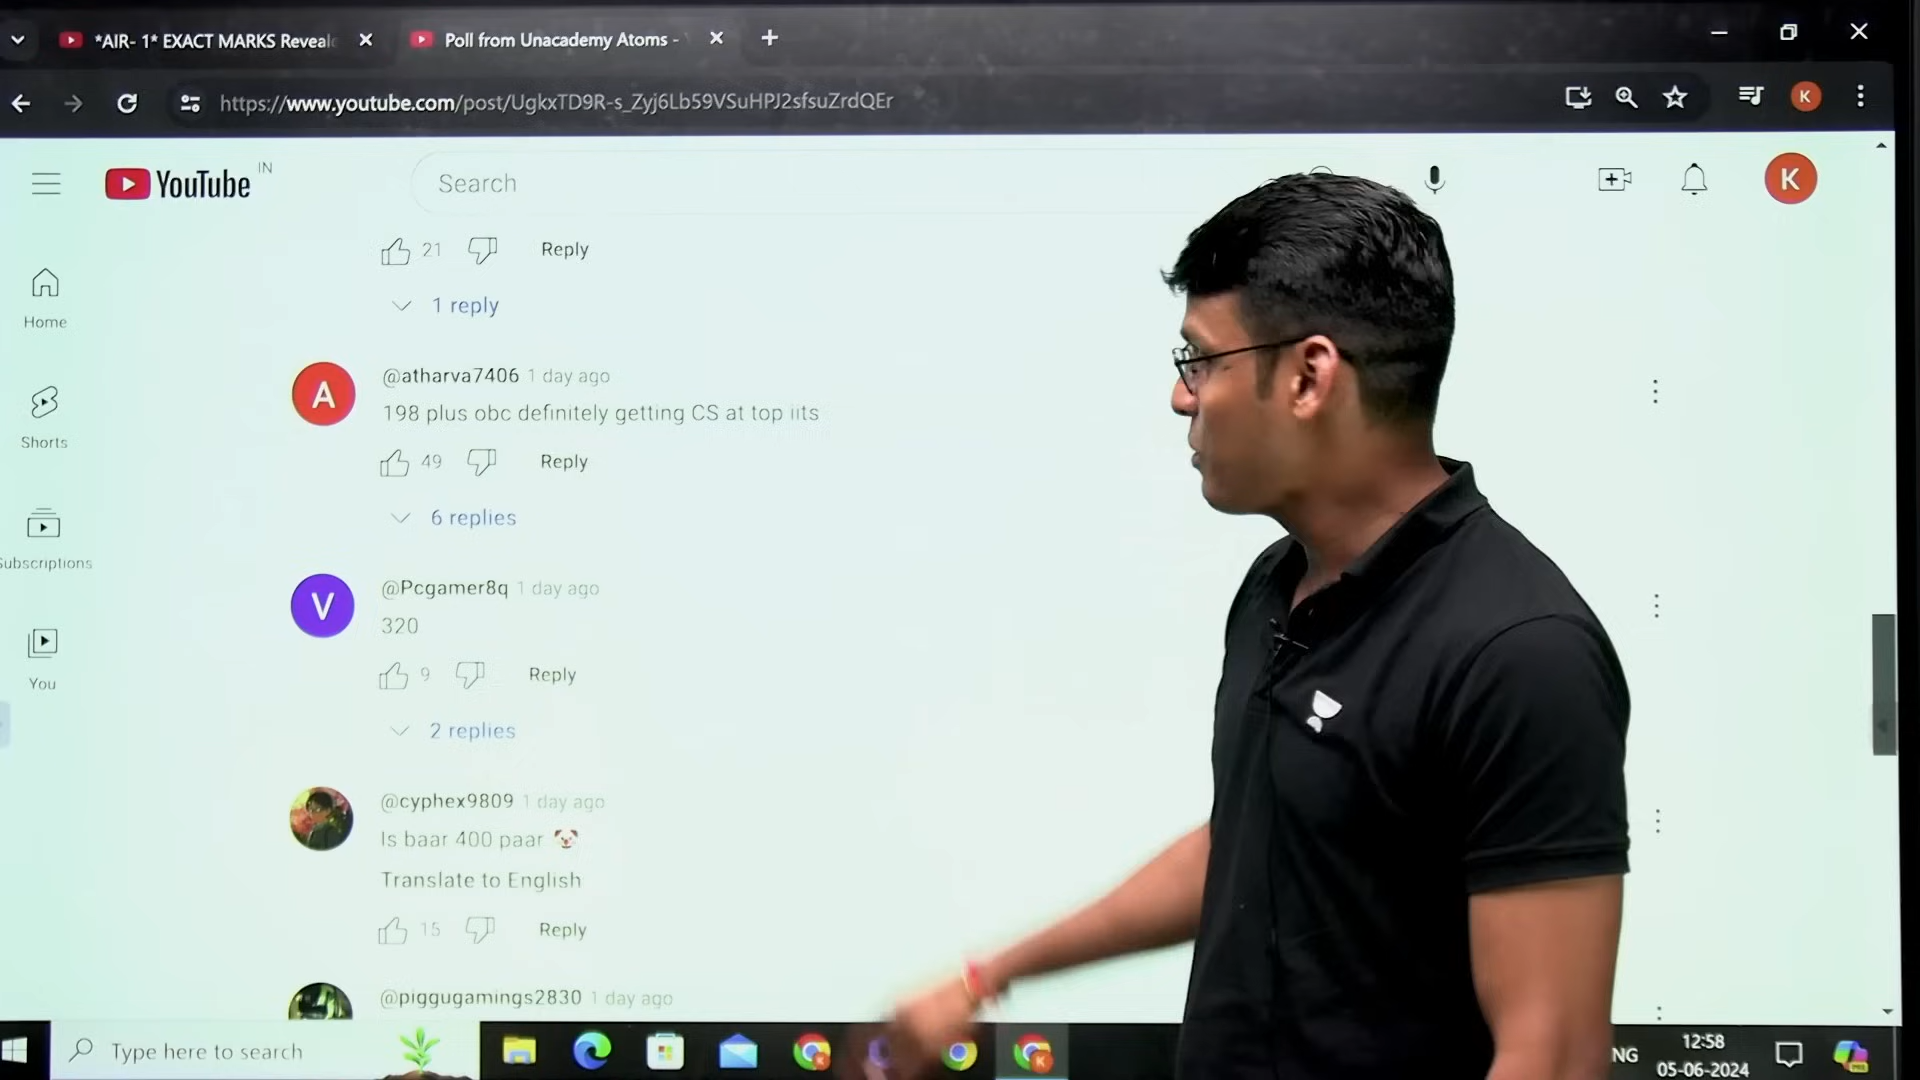 *AIR- 1* EXACT MARKS Reveal
Poll from Unacademy Atoms -
https://www.youtube.com/post/UgkxTD9R-s_Zyj6Lb59VSuHPJ2sfsuZrdQEr
K
YouTube IN
Search
K
Home
Shorts
Subscriptions
You
21 Reply
1 reply
A
@atharva7406 1 day ago
198 plus obc definitely getting CS at top iits
49 Reply
6 replies
V
@Pcgamer8q 1 day ago
320
9 Reply
2 replies
@cyphex9809 1 day ago
Is baar 400 paar 🤡
Translate to English
15 Reply
@piggugamings2830 1 day ago
Type here to search
K
K
NG
12:58
05-06-2024